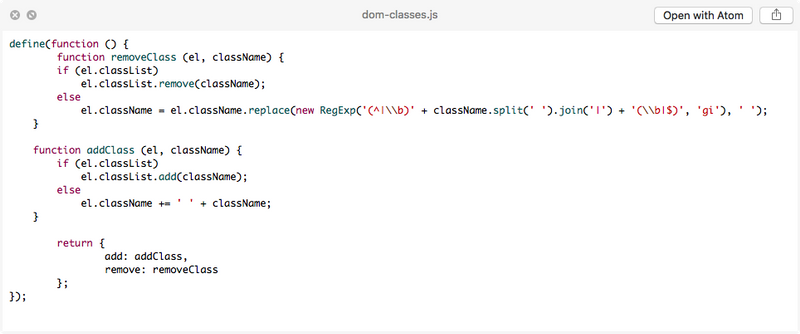 dom-classes.js
Open with Atom
define(function () {
        function removeClass (el, className) {
        if (el.classList)
            el.classList.remove(className);
        else
            el.className = el.className.replace(new RegExp('(^|\\b)' + className.split(' ').join('|') + '(\\b|$)', 'gi'), ' ');
    }

    function addClass (el, className) {
        if (el.classList)
            el.classList.add(className);
        else
            el.className += ' ' + className;
    }

        return {
                add: addClass,
                remove: removeClass
        };
});